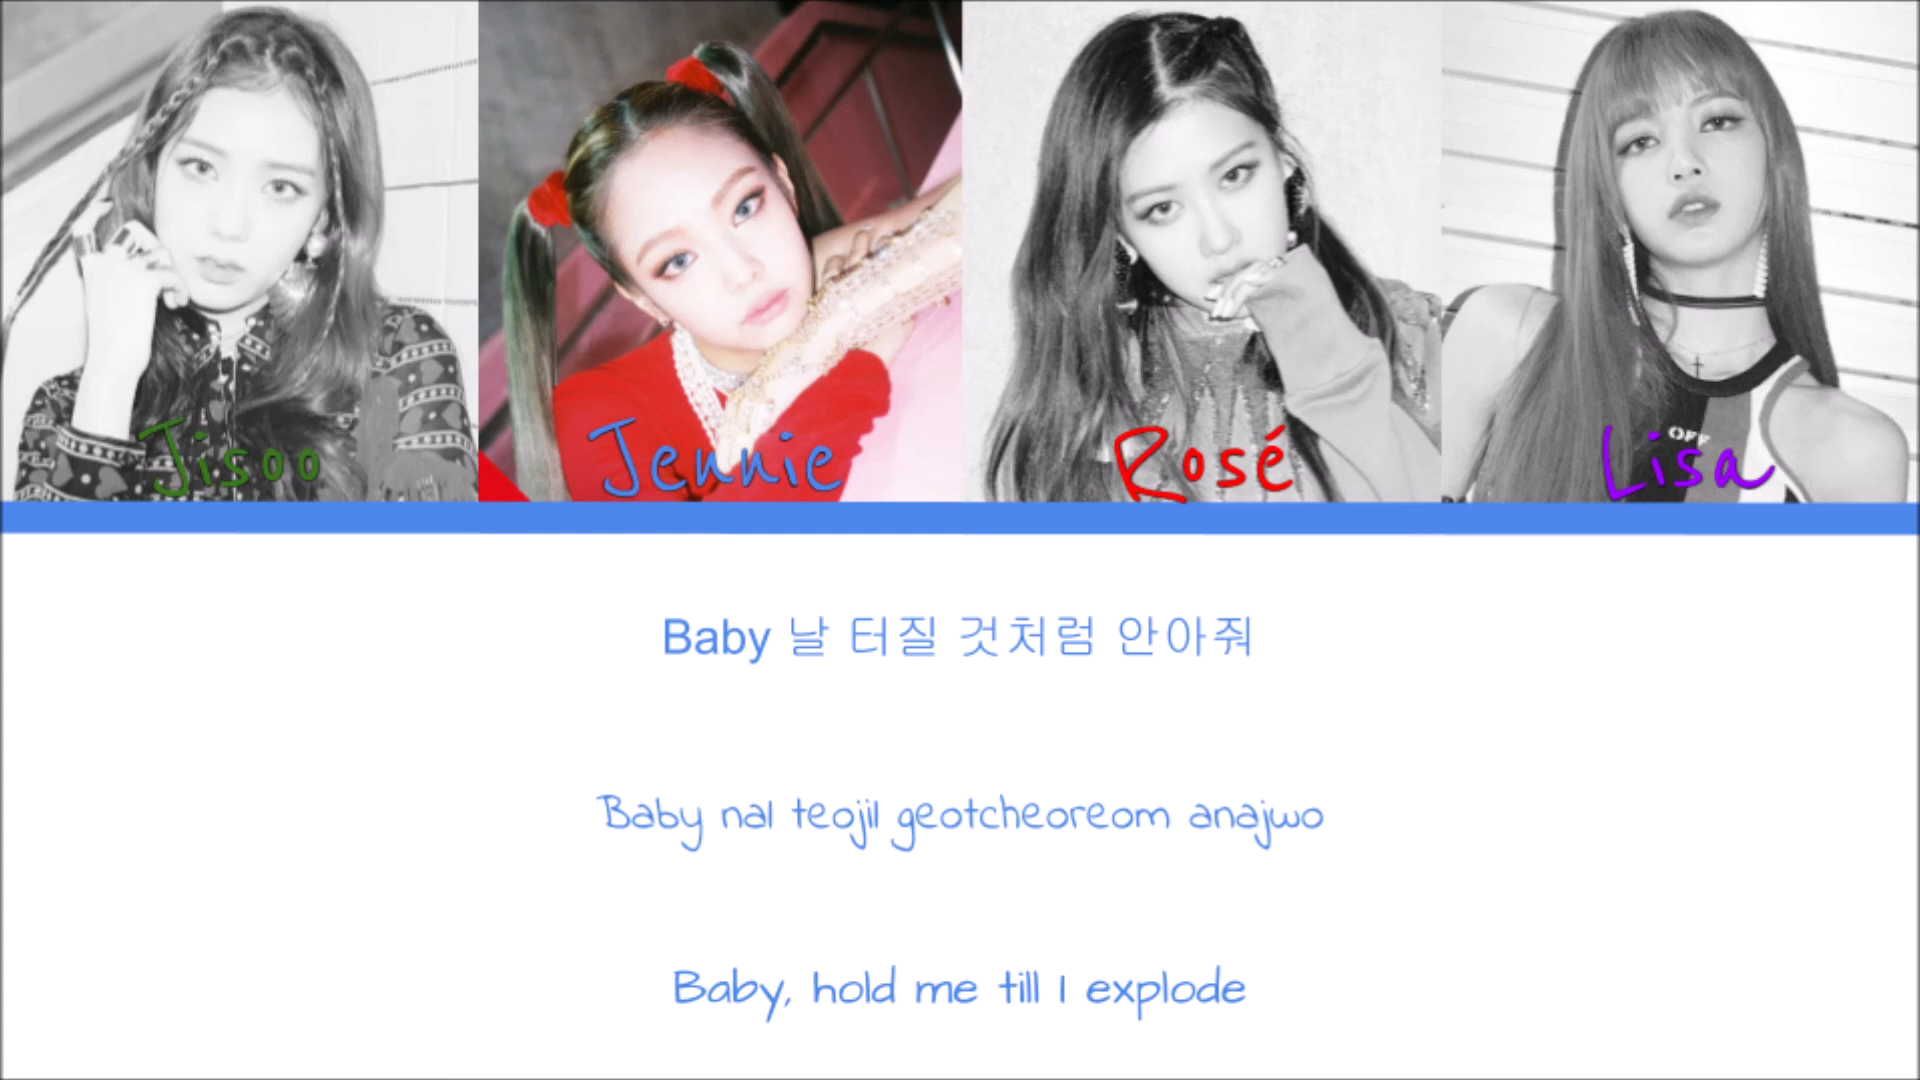 Jisoo
Jennie
Rosé
OFF
Lisa
Baby 날 터질 것처럼 안아줘
Baby nal teojil geotcheoreom anajwo
Baby, hold me till I explode